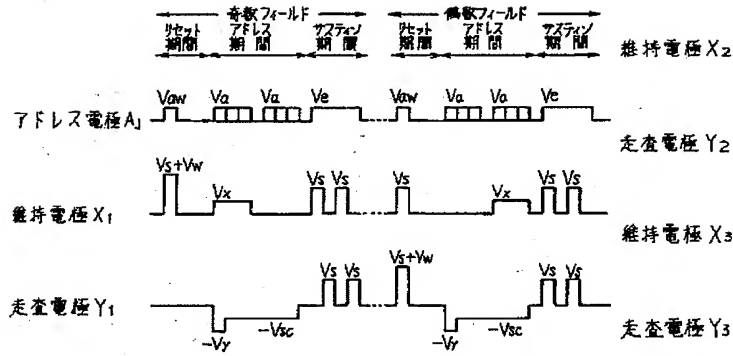 奇数フィールド 偶数フィールド
リセット期間 アドレス期間 サスティン期間 リセット期間 アドレス期間 サスティン期間
維持電極X2
Vaw Va Va Ve Vaw Va Va Ve
アドレス電極Aj
走査電極Y2
Vs+Vw Vx Vs Vs Vs Vx Vs Vs
維持電極X1
維持電極X3
Vs Vs Vs+Vw Vs Vs
走査電極Y1
-Vy -Vsc -Vy -Vsc
走査電極Y3